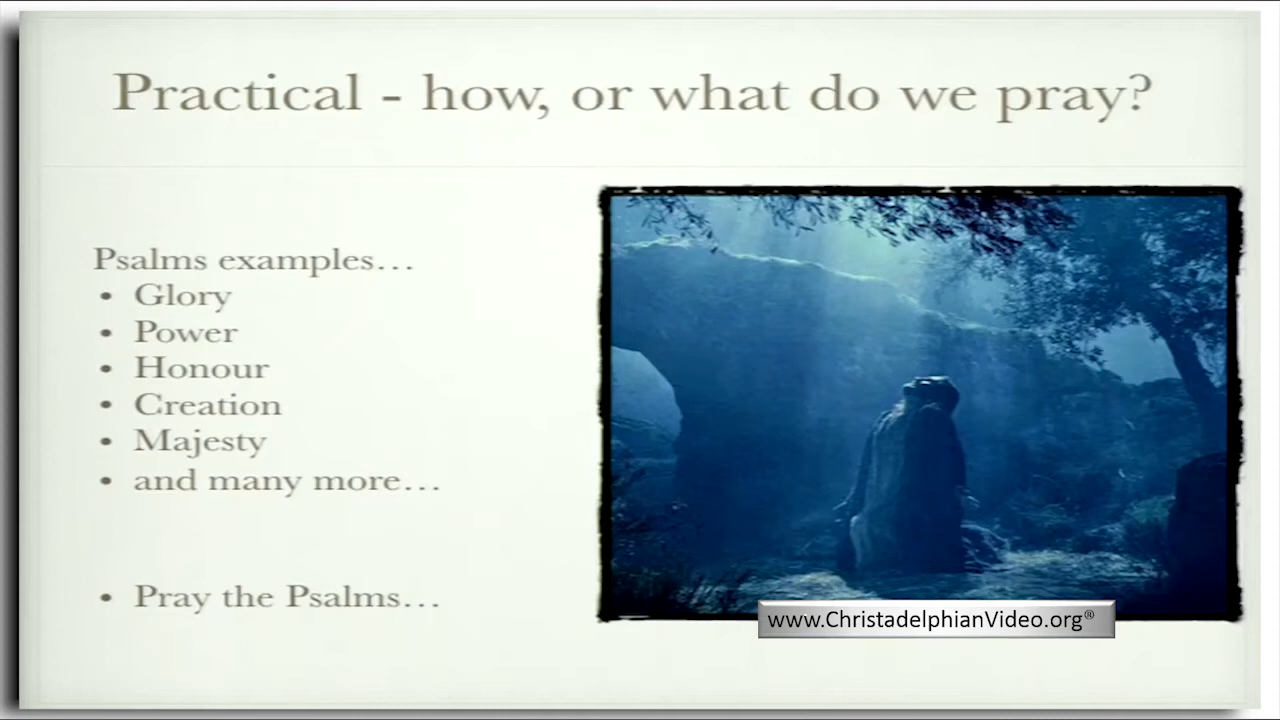 Practical - how, or what do we pray?
Psalms examples…
• Glory
• Power
• Honour
• Creation
• Majesty
• and many more…
• Pray the Psalms…
www.ChristadelphianVideo.org®